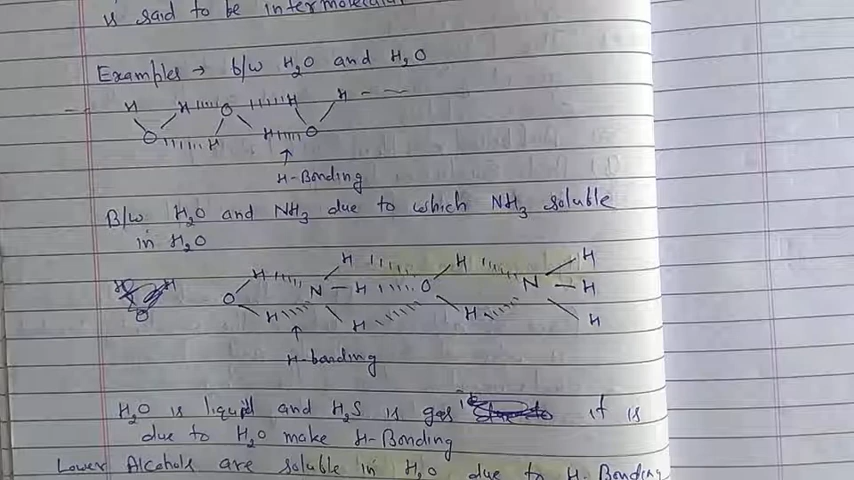 is said to be intermolecular
Examples → b/w H₂O and H₂O
H H O H H
O H H O
H-Bonding
B/w H₂O and NH₃ due to which NH₃ soluble
in H₂O
H H H H
O N H O N H
H H H H
H-bonding
H₂O is liquid and H₂S is gas it is
due to H₂O make H-Bonding
Lower Alcohols are soluble in H₂O due to H-Bonding